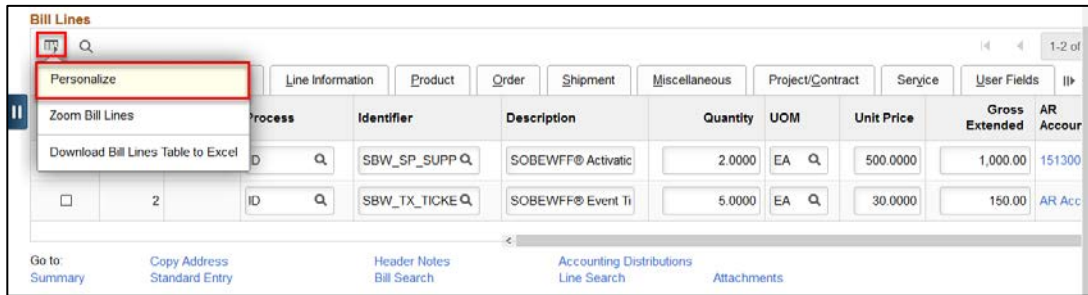 Bill Lines
1-2 of
Personalize
Line Information Product Order Shipment Miscellaneous Project/Contract Service User Fields
Zoom Bill Lines
Download Bill Lines Table to Excel
Identifier Description Quantity UOM Unit Price Gross Extended AR
SBW_SP_SUPP SOBEWFF® Activatic 2.0000 EA 500.0000 1,000.00 151300
2 ID SBW_TX_TICKE SOBEWFF® Event Ti 5.0000 EA 30.0000 150.00 AR Acc
Go to: Copy Address Header Notes Accounting Distributions
Summary Standard Entry Bill Search Line Search Attachments